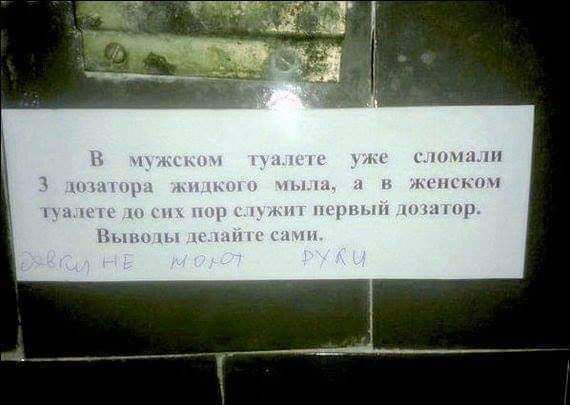 В мужском туалете уже сломали
3 дозатора жидкого мыла, а в женском
туалете до сих пор служит первый дозатор.
Выводы делайте сами.
НЕ моют РУКИ